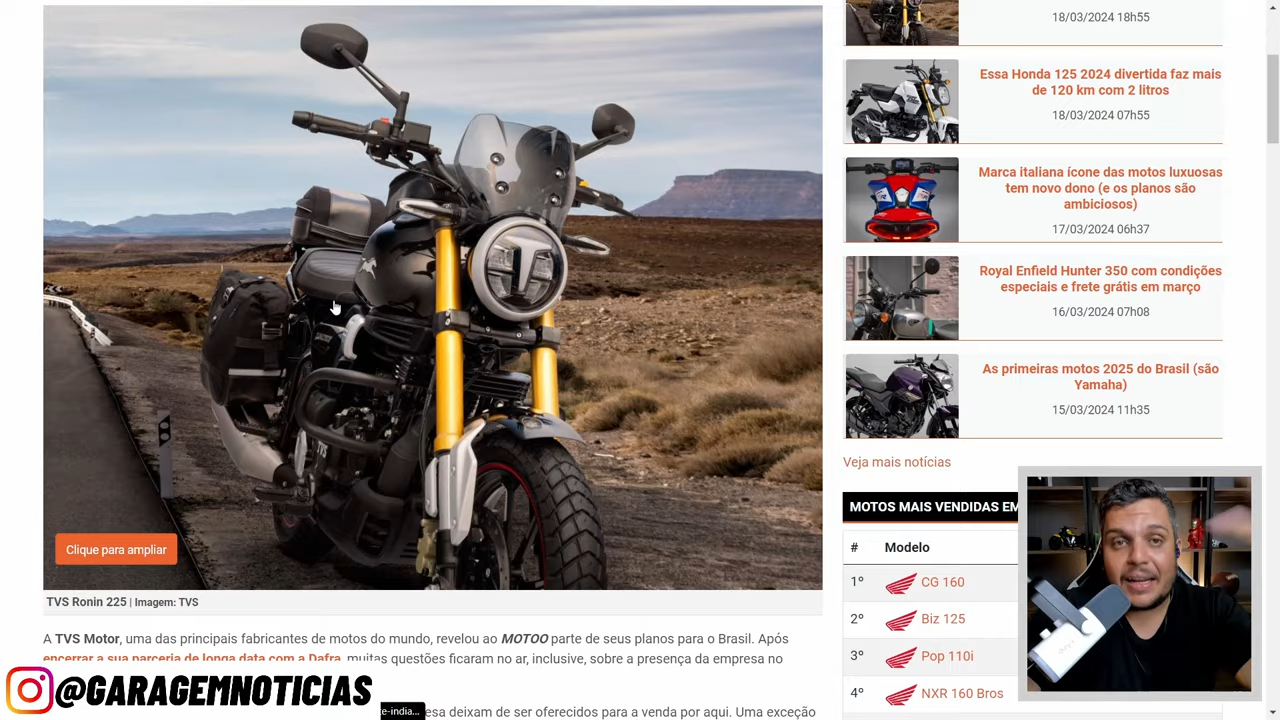 18/03/2024 18h55
Essa Honda 125 2024 divertida faz mais
de 120 km com 2 litros
18/03/2024 07h55
Marca italiana ícone das motos luxuosas
tem novo dono (e os planos são
ambiciosos)
17/03/2024 06h37
Royal Enfield Hunter 350 com condições
especiais e frete grátis em março
16/03/2024 07h08
As primeiras motos 2025 do Brasil (são
Yamaha)
15/03/2024 11h35
Veja mais notícias
MOTOS MAIS VENDIDAS EM
# Modelo
1º CG 160
2º Biz 125
3º Pop 110i
4º NXR 160 Bros
Clique para ampliar
TVS
TVS Ronin 225 | Imagem: TVS
A TVS Motor, uma das principais fabricantes de motos do mundo, revelou ao MOTOO parte de seus planos para o Brasil. Após
encerrar a sua parceria de longa data com a Dafra, muitas questões ficaram no ar, inclusive, sobre a presença da empresa no
@GARAGEMNOTICIAS
te-india...
esa deixam de ser oferecidos para a venda por aqui. Uma exceção